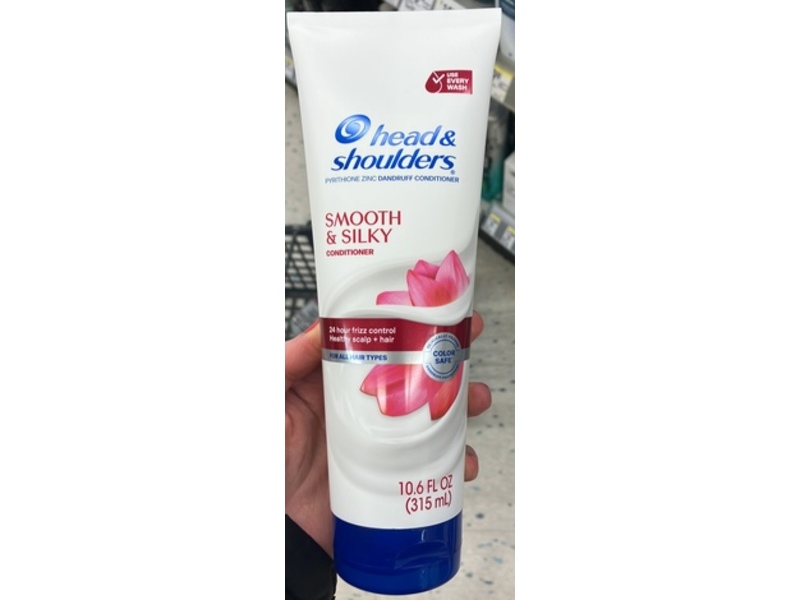 USE
EVERY
WASH
head &
shoulders®
PYRITHIONE ZINC DANDRUFF CONDITIONER
SMOOTH
& SILKY
CONDITIONER
24 hour frizz control
Healthy scalp + hair
FOR ALL HAIR TYPES
COLOR
SAFE
10.6 FL OZ
(315 mL)